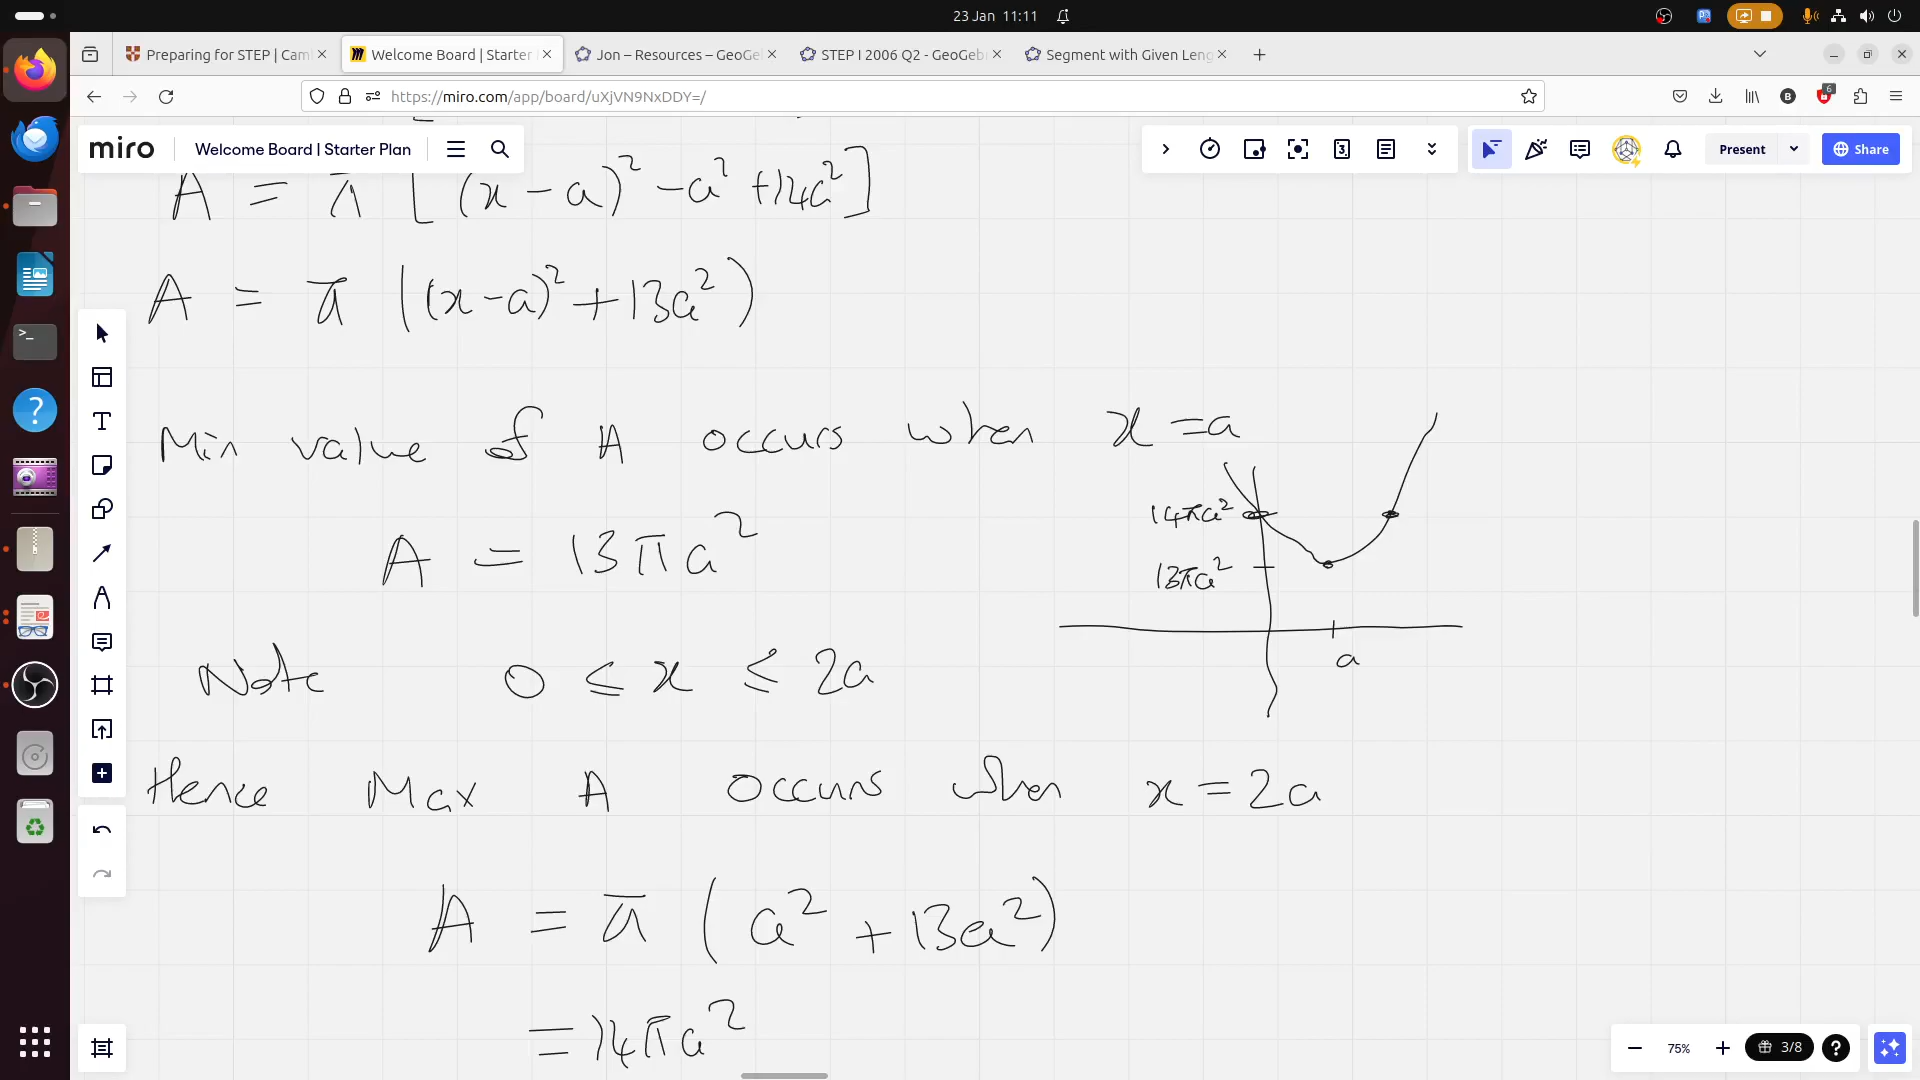 23 Jan 11:11
Preparing for STEP | Cam
Welcome Board | Starter
Jon – Resources – GeoGe
STEP I 2006 Q2 - GeoGeb
Segment with Given Leng
https://miro.com/app/board/uXjVN9NxDDY=/
6
miro
Welcome Board | Starter Plan
Present
Share
A = π [(x-a)² - a² + 14a²]
A = π ((x-a)² + 13a²)
Min value of A occurs when x = a
14πa²
A = 13πa²
13πa²
a
Note 0 ≤ x ≤ 2a
Hence Max A occurs when x = 2a
A = π (a² + 13a²)
= 14πa²
75%
3/8